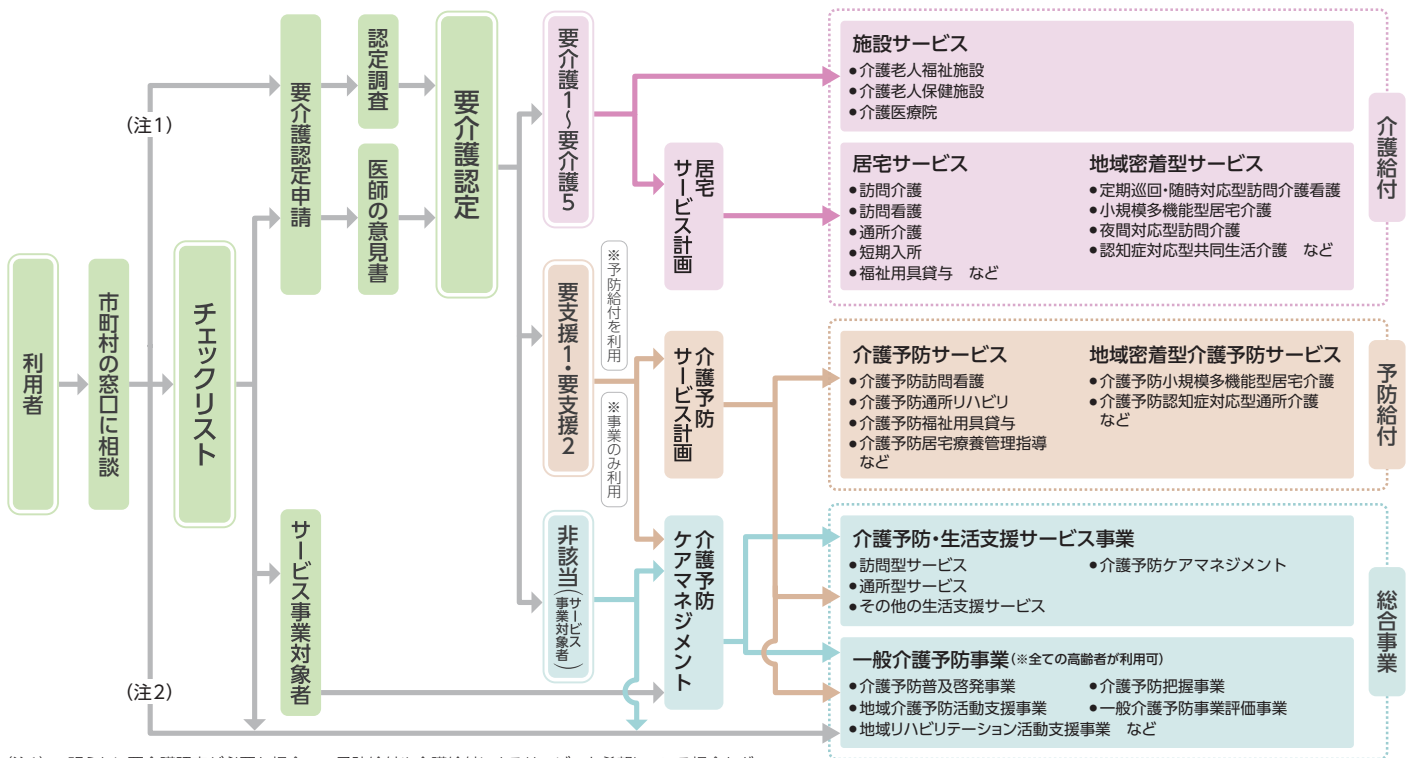 利用者
市町村の窓口に相談
(注1)
(注2)
チェックリスト
要介護認定申請
認定調査
医師の意見書
要介護認定
サービス事業対象者
要介護1〜要介護5
要支援1・要支援2
非該当(サービス事業対象者)
※予防給付を利用
※事業のみ利用
居宅
サービス計画
介護予防
サービス計画
介護予防
ケアマネジメント
施設サービス
●介護老人福祉施設
●介護老人保健施設
●介護医療院
居宅サービス
●訪問介護
●訪問看護
●通所介護
●短期入所
●福祉用具貸与 など
地域密着型サービス
●定期巡回・随時対応型訪問介護看護
●小規模多機能型居宅介護
●夜間対応型訪問介護
●認知症対応型共同生活介護 など
介護給付
介護予防サービス
●介護予防訪問看護
●介護予防通所リハビリ
●介護予防福祉用具貸与
●介護予防居宅療養管理指導
など
地域密着型介護予防サービス
●介護予防小規模多機能型居宅介護
●介護予防認知症対応型通所介護
など
予防給付
介護予防・生活支援サービス事業
●訪問型サービス
●通所型サービス
●その他の生活支援サービス
●介護予防ケアマネジメント
一般介護予防事業(※全ての高齢者が利用可)
●介護予防普及啓発事業
●地域介護予防活動支援事業
●地域リハビリテーション活動支援事業 など
●介護予防把握事業
●一般介護予防事業評価事業
総合事業